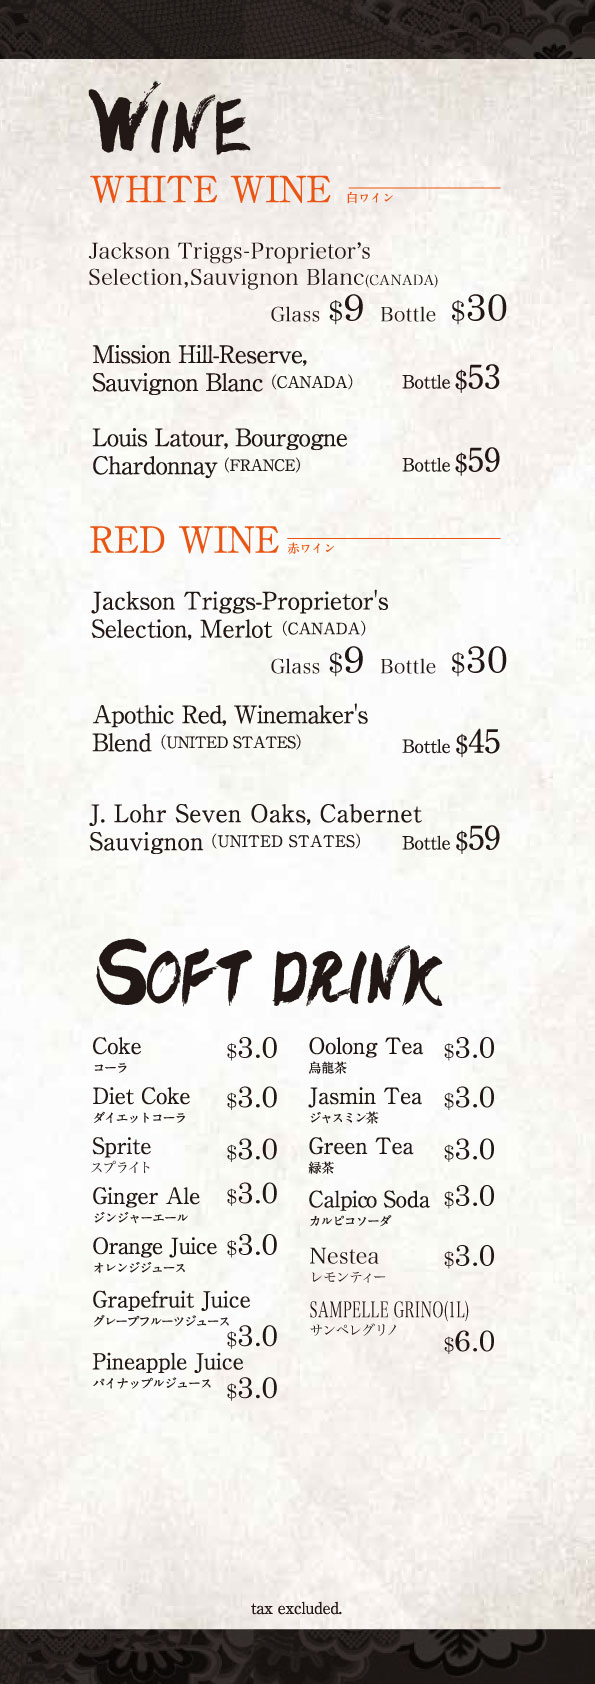 WINE
WHITE WINE 白ワイン
Jackson Triggs-Proprietor's
Selection,Sauvignon Blanc(CANADA)
Glass $9 Bottle $30
Mission Hill-Reserve,
Sauvignon Blanc (CANADA) Bottle $53
Louis Latour, Bourgogne
Chardonnay (FRANCE) Bottle $59
RED WINE 赤ワイン
Jackson Triggs-Proprietor's
Selection, Merlot (CANADA)
Glass $9 Bottle $30
Apothic Red, Winemaker's
Blend (UNITED STATES) Bottle $45
J. Lohr Seven Oaks, Cabernet
Sauvignon (UNITED STATES) Bottle $59
SOFT DRINK
Coke $3.0
コーラ
Diet Coke $3.0
ダイエットコーラ
Sprite $3.0
スプライト
Ginger Ale $3.0
ジンジャーエール
Orange Juice $3.0
オレンジジュース
Grapefruit Juice
グレープフルーツジュース
$3.0
Pineapple Juice
パイナップルジュース $3.0
Oolong Tea $3.0
烏龍茶
Jasmin Tea $3.0
ジャスミン茶
Green Tea $3.0
緑茶
Calpico Soda $3.0
カルピコソーダ
Nestea $3.0
レモンティー
SAMPELLE GRINO(1L)
サンペレグリノ
$6.0
tax excluded.